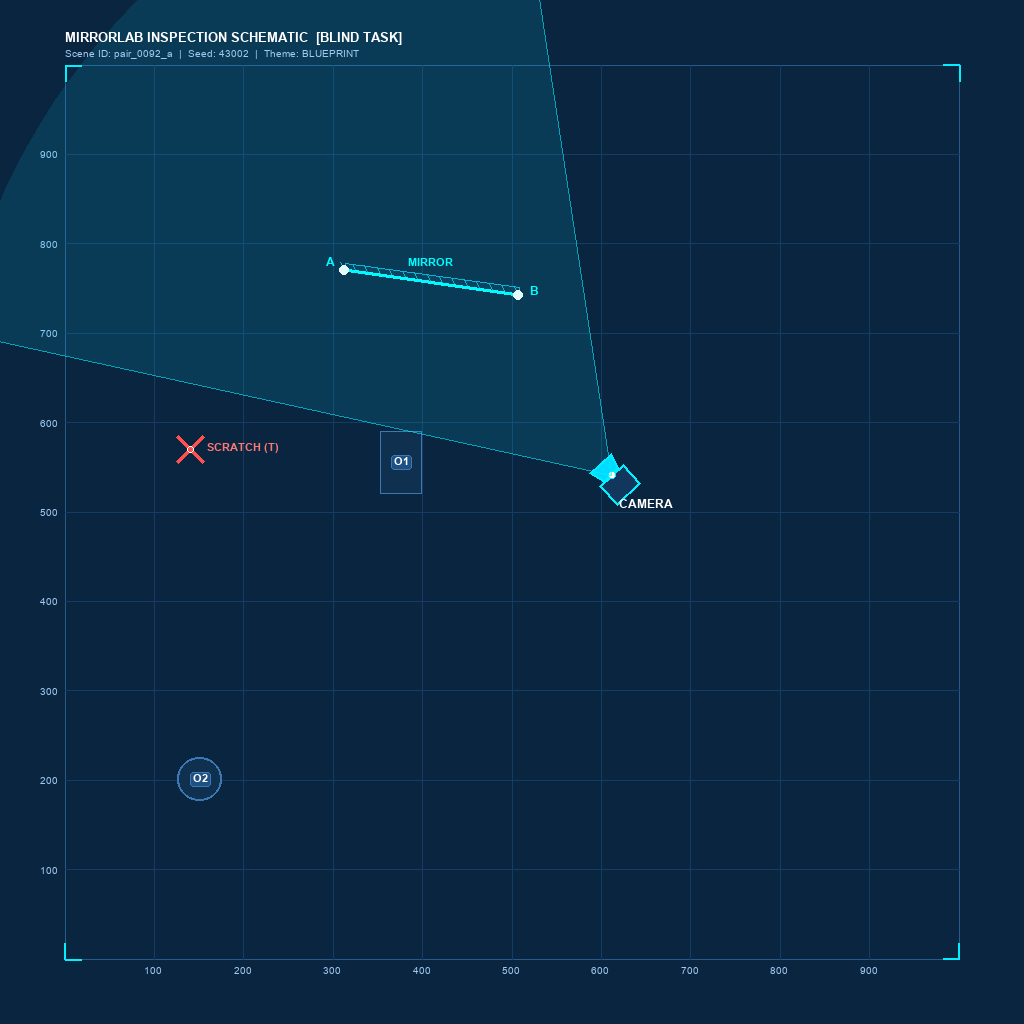 MIRRORLAB INSPECTION SCHEMATIC [BLIND TASK]
Scene ID: pair_0092_a | Seed: 43002 | Theme: BLUEPRINT
900
800
A
MIRROR
B
700
600
SCRATCH (T)
O1
500
CAMERA
400
300
200
O2
100
100 200 300 400 500 600 700 800 900